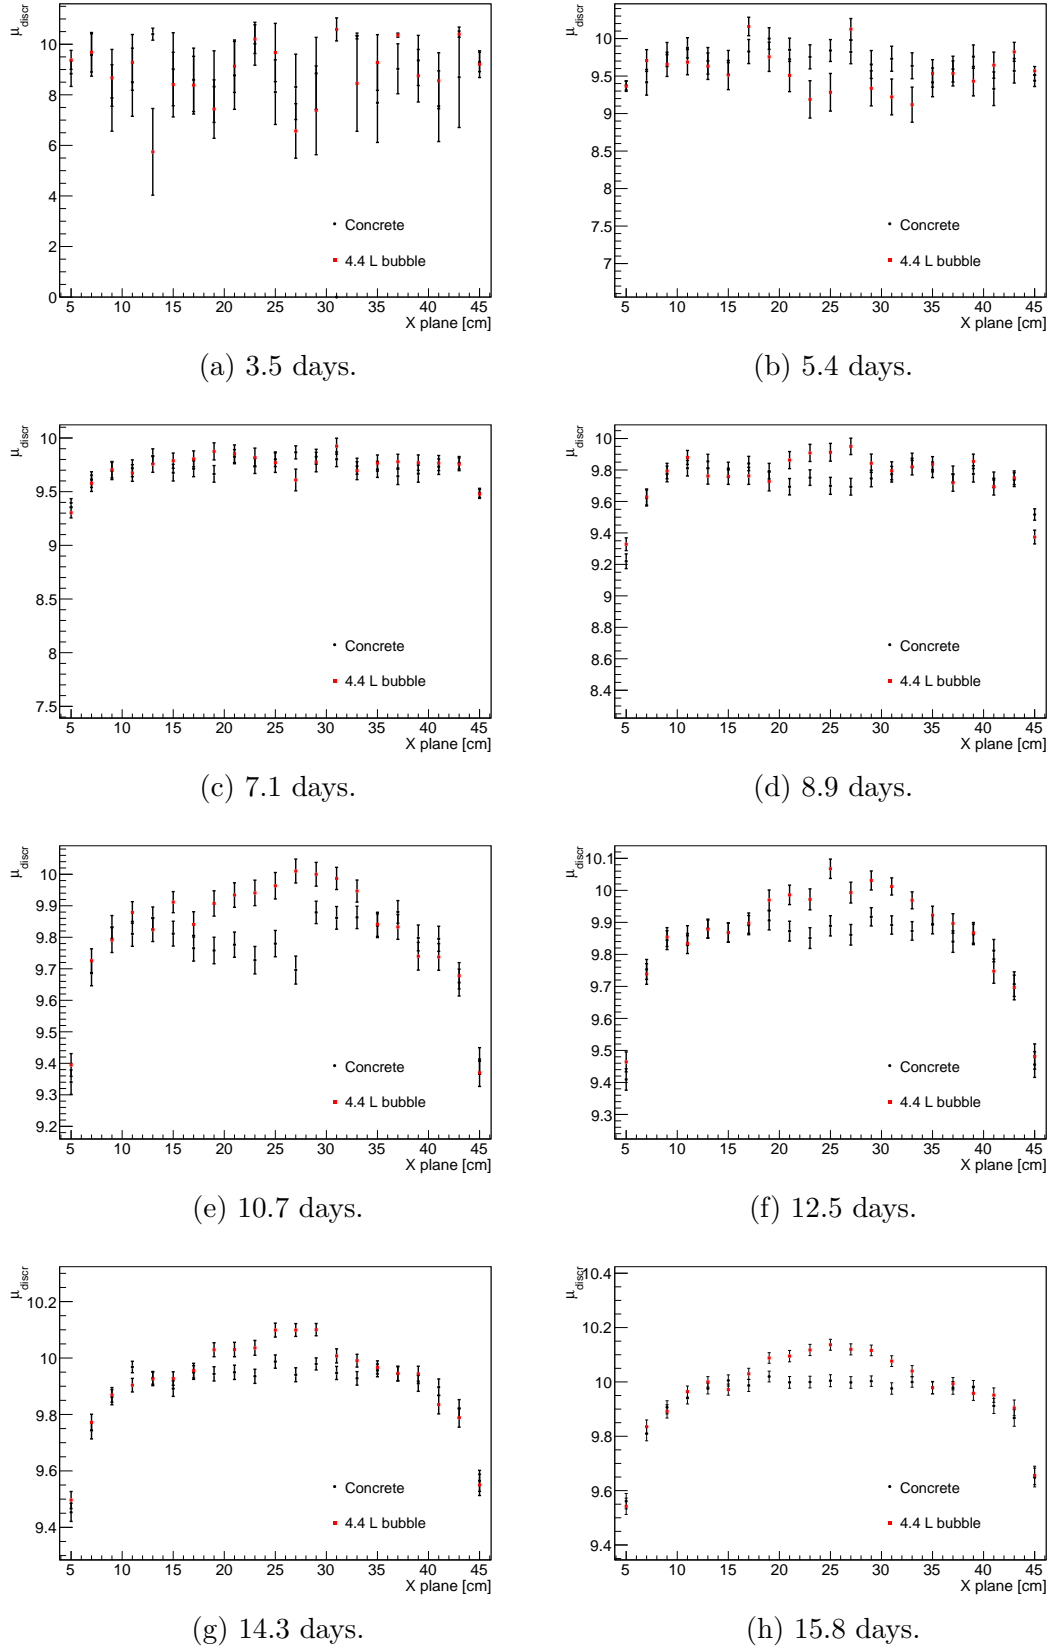 μ_discr
10
8
6
4
2
0
Concrete
4.4 L bubble
5 10 15 20 25 30 35 40 45
X plane [cm]
(a) 3.5 days.
μ_discr
10
9.5
9
8.5
8
7.5
7
Concrete
4.4 L bubble
5 10 15 20 25 30 35 40 45
X plane [cm]
(b) 5.4 days.
μ_discr
10
9.5
9
8.5
8
7.5
Concrete
4.4 L bubble
5 10 15 20 25 30 35 40 45
X plane [cm]
(c) 7.1 days.
μ_discr
10
9.8
9.6
9.4
9.2
9
8.8
8.6
8.4
Concrete
4.4 L bubble
5 10 15 20 25 30 35 40 45
X plane [cm]
(d) 8.9 days.
μ_discr
10
9.9
9.8
9.7
9.6
9.5
9.4
9.3
9.2
Concrete
4.4 L bubble
5 10 15 20 25 30 35 40 45
X plane [cm]
(e) 10.7 days.
μ_discr
10.1
10
9.9
9.8
9.7
9.6
9.5
9.4
9.3
Concrete
4.4 L bubble
5 10 15 20 25 30 35 40 45
X plane [cm]
(f) 12.5 days.
μ_discr
10.2
10
9.8
9.6
9.4
Concrete
4.4 L bubble
5 10 15 20 25 30 35 40 45
X plane [cm]
(g) 14.3 days.
μ_discr
10.4
10.2
10
9.8
9.6
9.4
Concrete
4.4 L bubble
5 10 15 20 25 30 35 40 45
X plane [cm]
(h) 15.8 days.